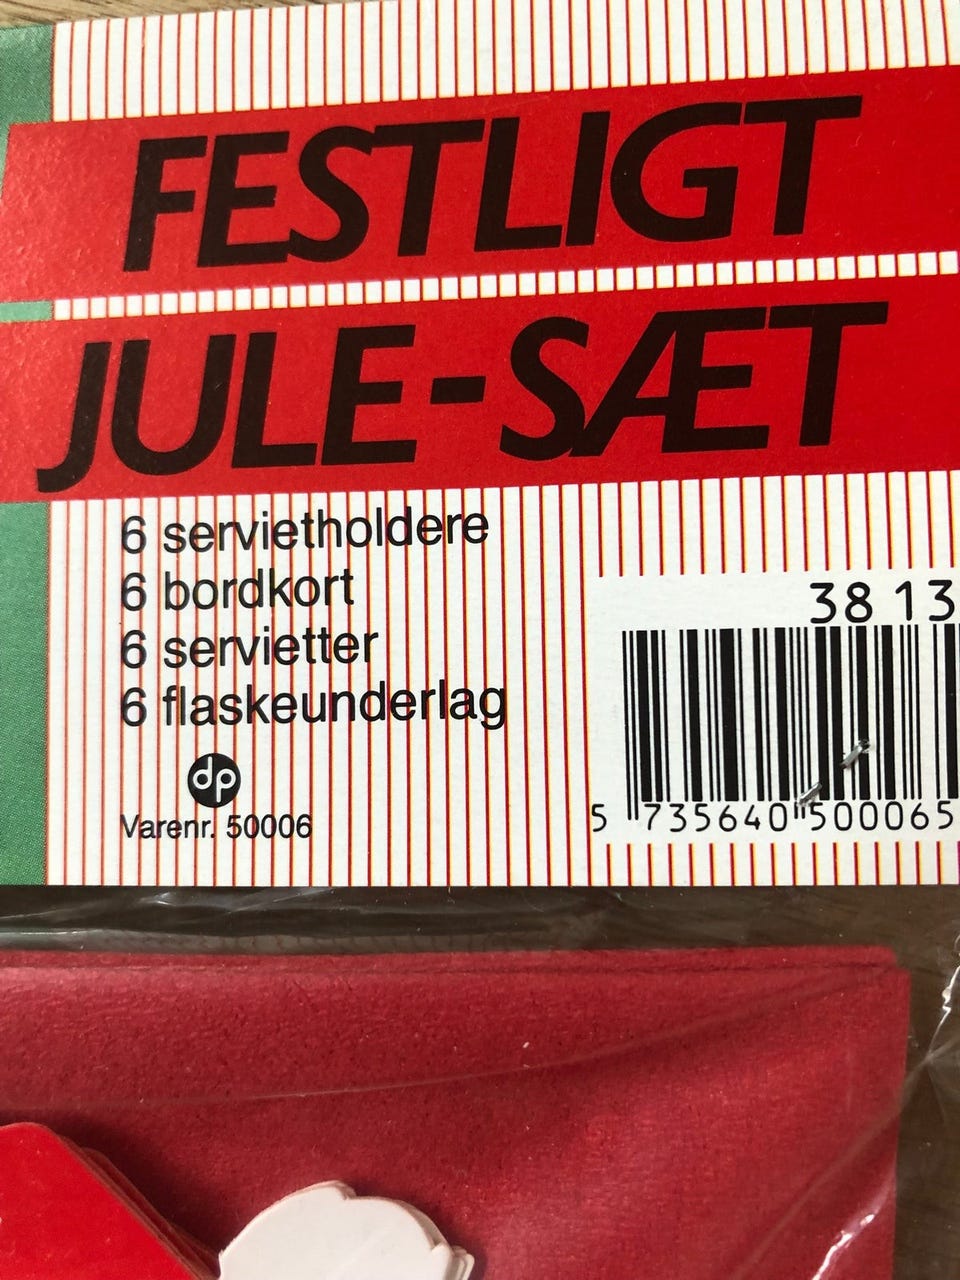 FESTLIGT
JULE-SÆT
6 servietholdere
6 bordkort
6 servietter
6 flaskeunderlag
dp
Varenr. 50006
38 13
5 735640 500065